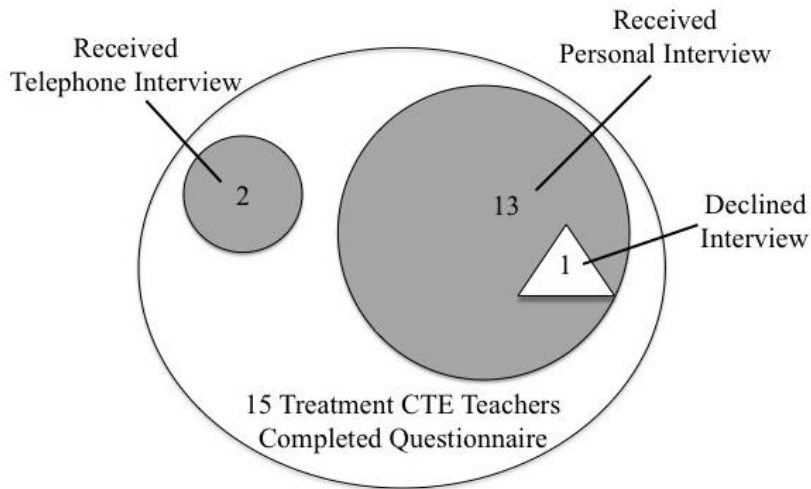 Received
Telephone Interview
Received
Personal Interview
2
13
Declined
Interview
1
15 Treatment CTE Teachers
Completed Questionnaire